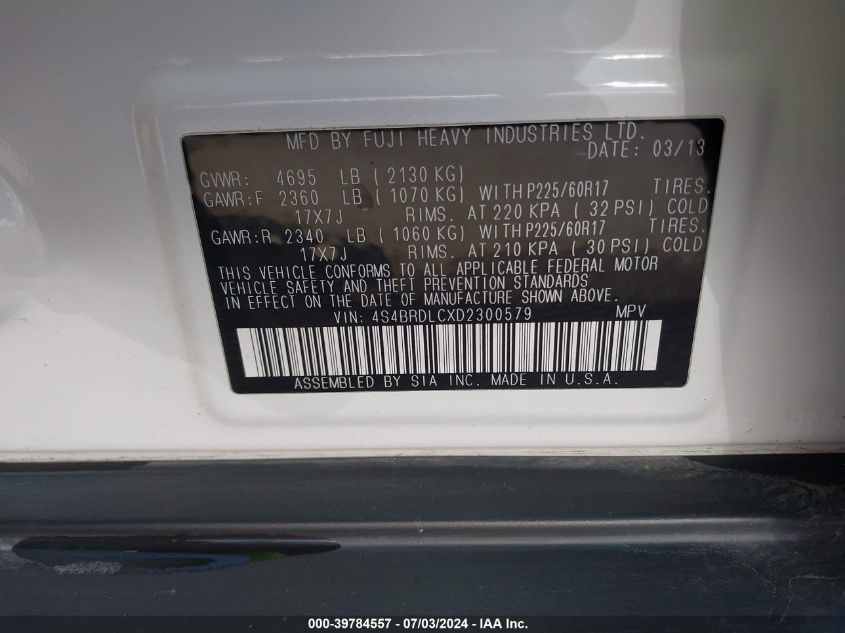 MFD BY FUJI HEAVY INDUSTRIES LTD.
DATE: 03/13
GVWR: 4695 LB ( 2130 KG)
GAWR:F 2360 LB ( 1070 KG) WITH P225/60R17 TIRES.
17X7J RIMS. AT 220 KPA ( 32 PSI) COLD
GAWR:R 2340 LB ( 1060 KG) WITH P225/60R17 TIRES.
17X7J RIMS. AT 210 KPA ( 30 PSI) COLD
THIS VEHICLE CONFORMS TO ALL APPLICABLE FEDERAL MOTOR
VEHICLE SAFETY AND THEFT PREVENTION STANDARDS
IN EFFECT ON THE DATE OF MANUFACTURE SHOWN ABOVE.
VIN: 4S4BRDLCXD2300579 MPV
ASSEMBLED BY SIA INC. MADE IN U.S.A.
000-39784557 - 07/03/2024 - IAA Inc.